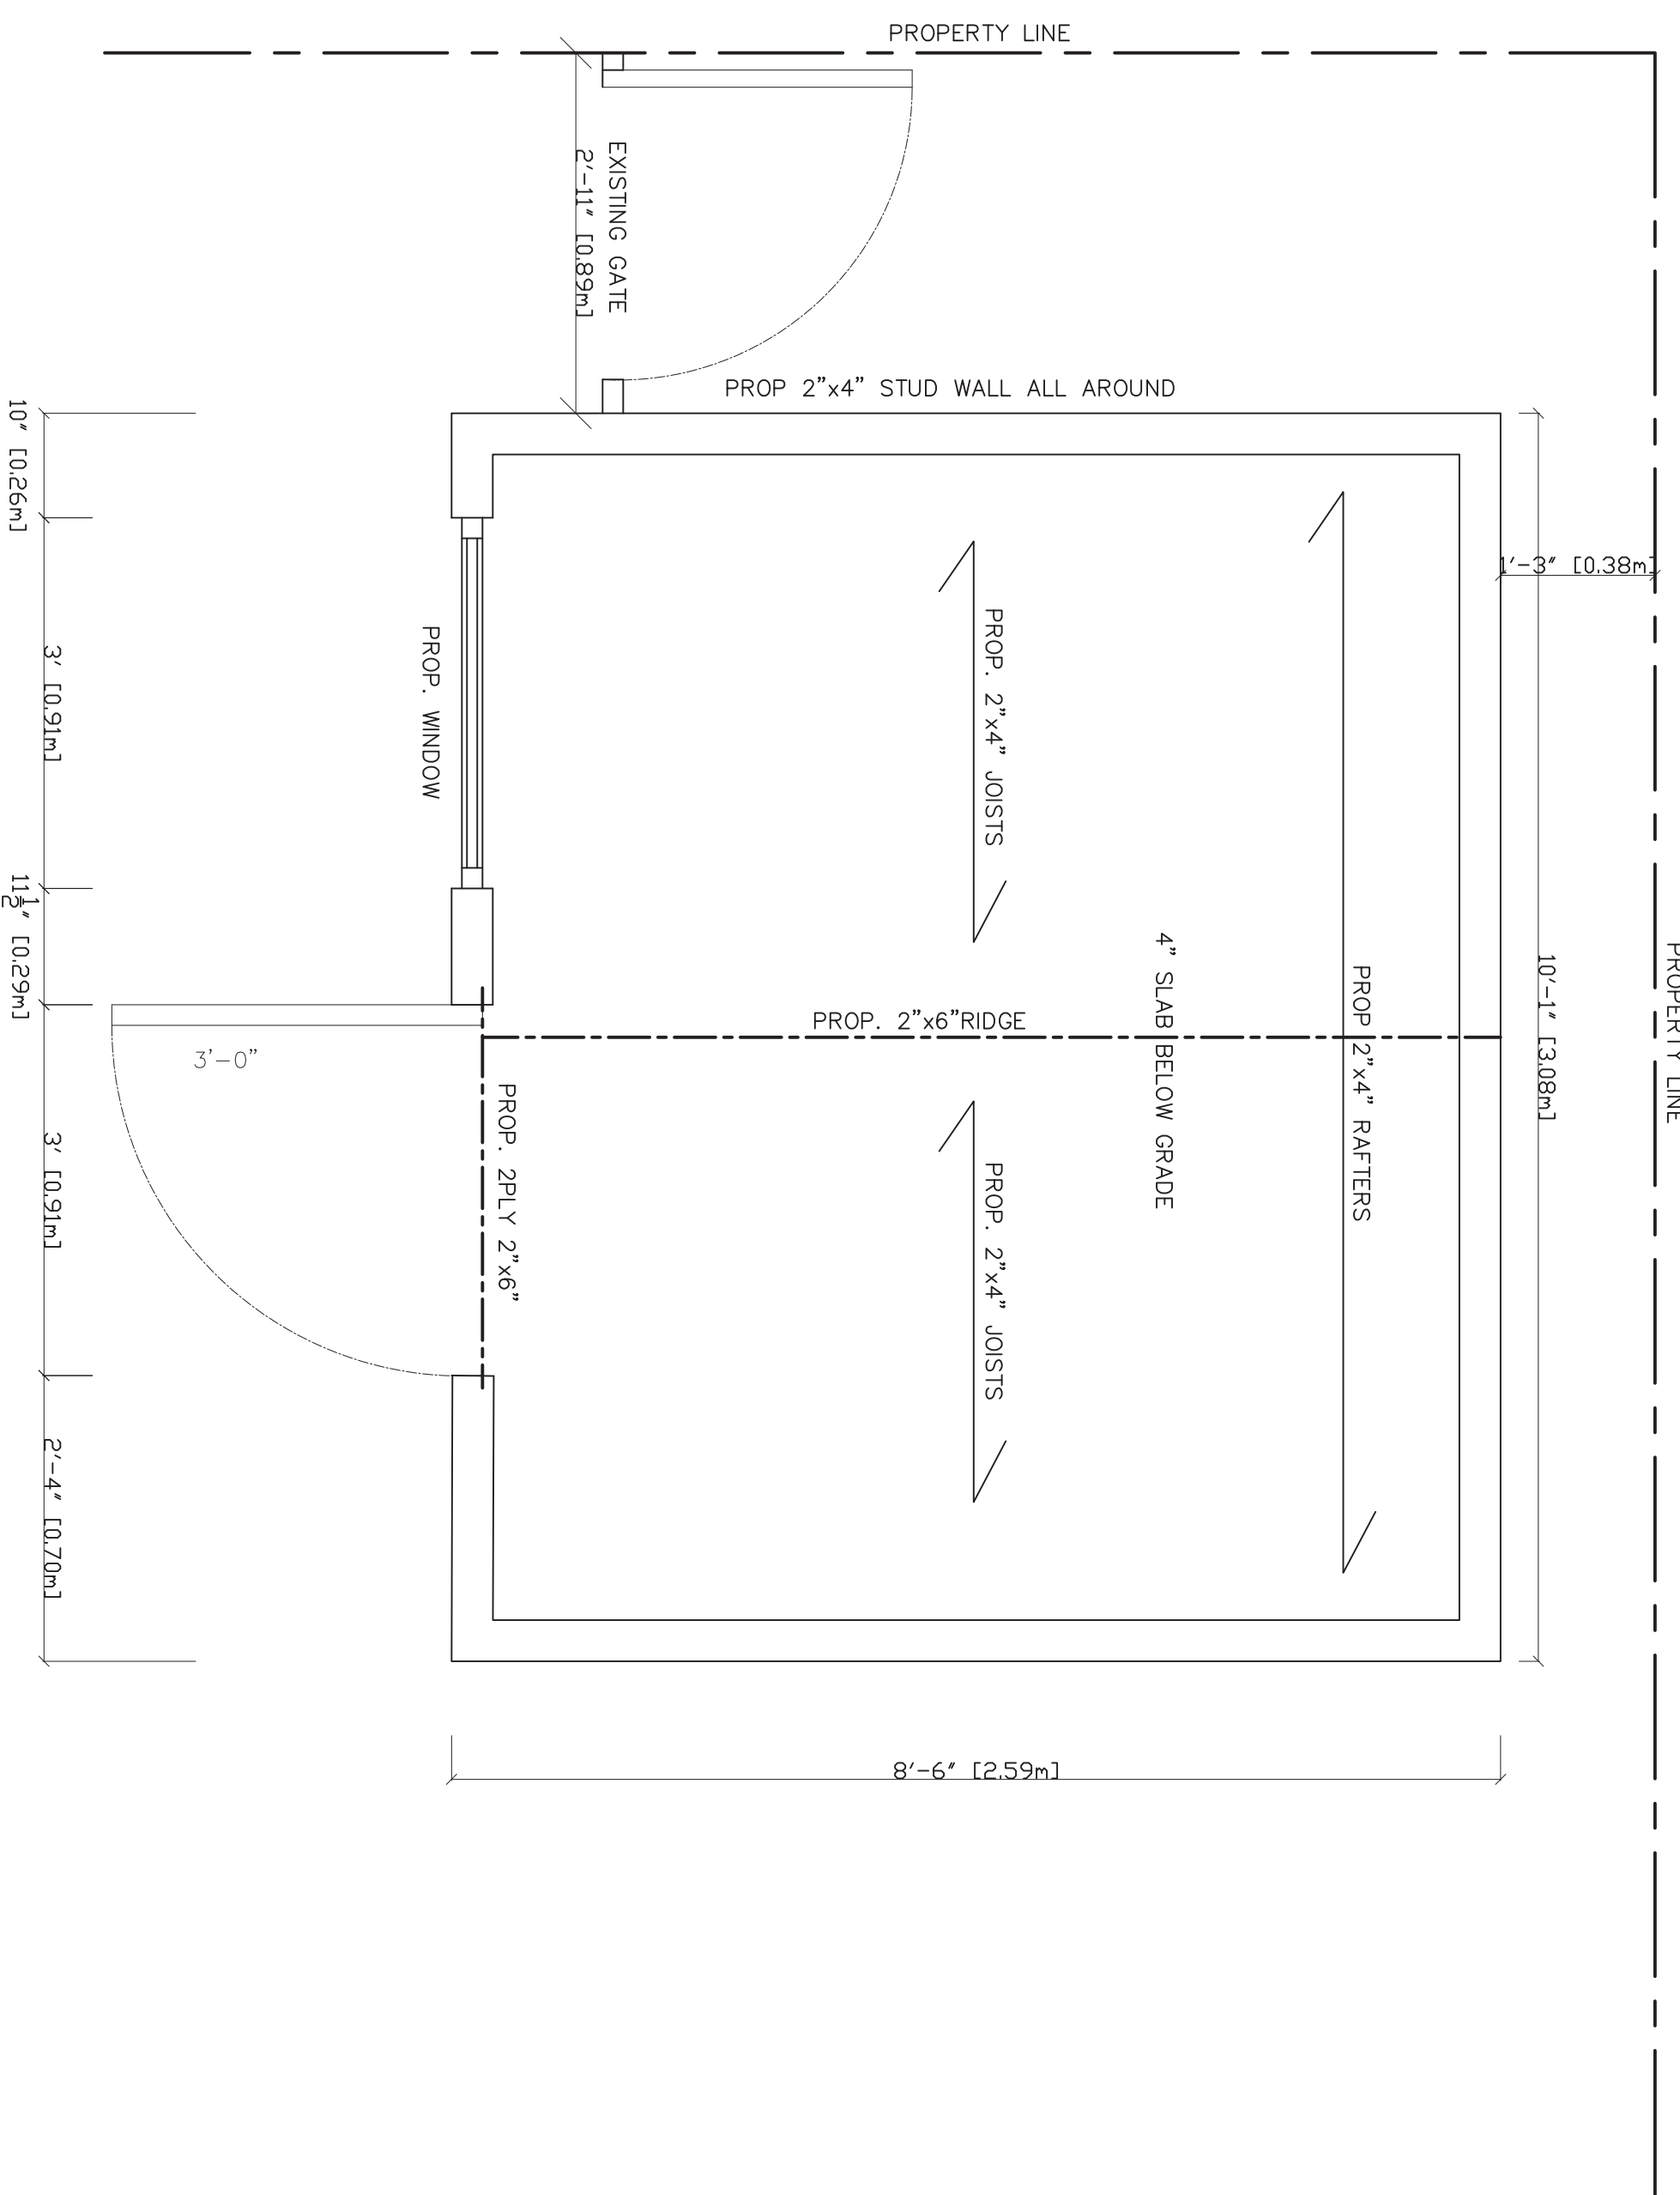 PROPERTY LINE
EXISTING GATE
2'-11" [0.89m]
PROP 2"x4" STUD WALL ALL AROUND
10" [0.26m]
1'-3" [0.38m]
3' [0.91m]
PROP. WINDOW
PROP. 2"x4" JOISTS
11 1/2" [0.29m]
4" SLAB BELOW GRADE
PROP 2"x4" RAFTERS
10'-1" [3.08m]
PROPERTY LINE
PROP. 2"x6"RIDGE
3'-0"
3' [0.91m]
PROP. 2PLY 2"x6"
PROP. 2"x4" JOISTS
2'-4" [0.70m]
8'-6" [2.59m]